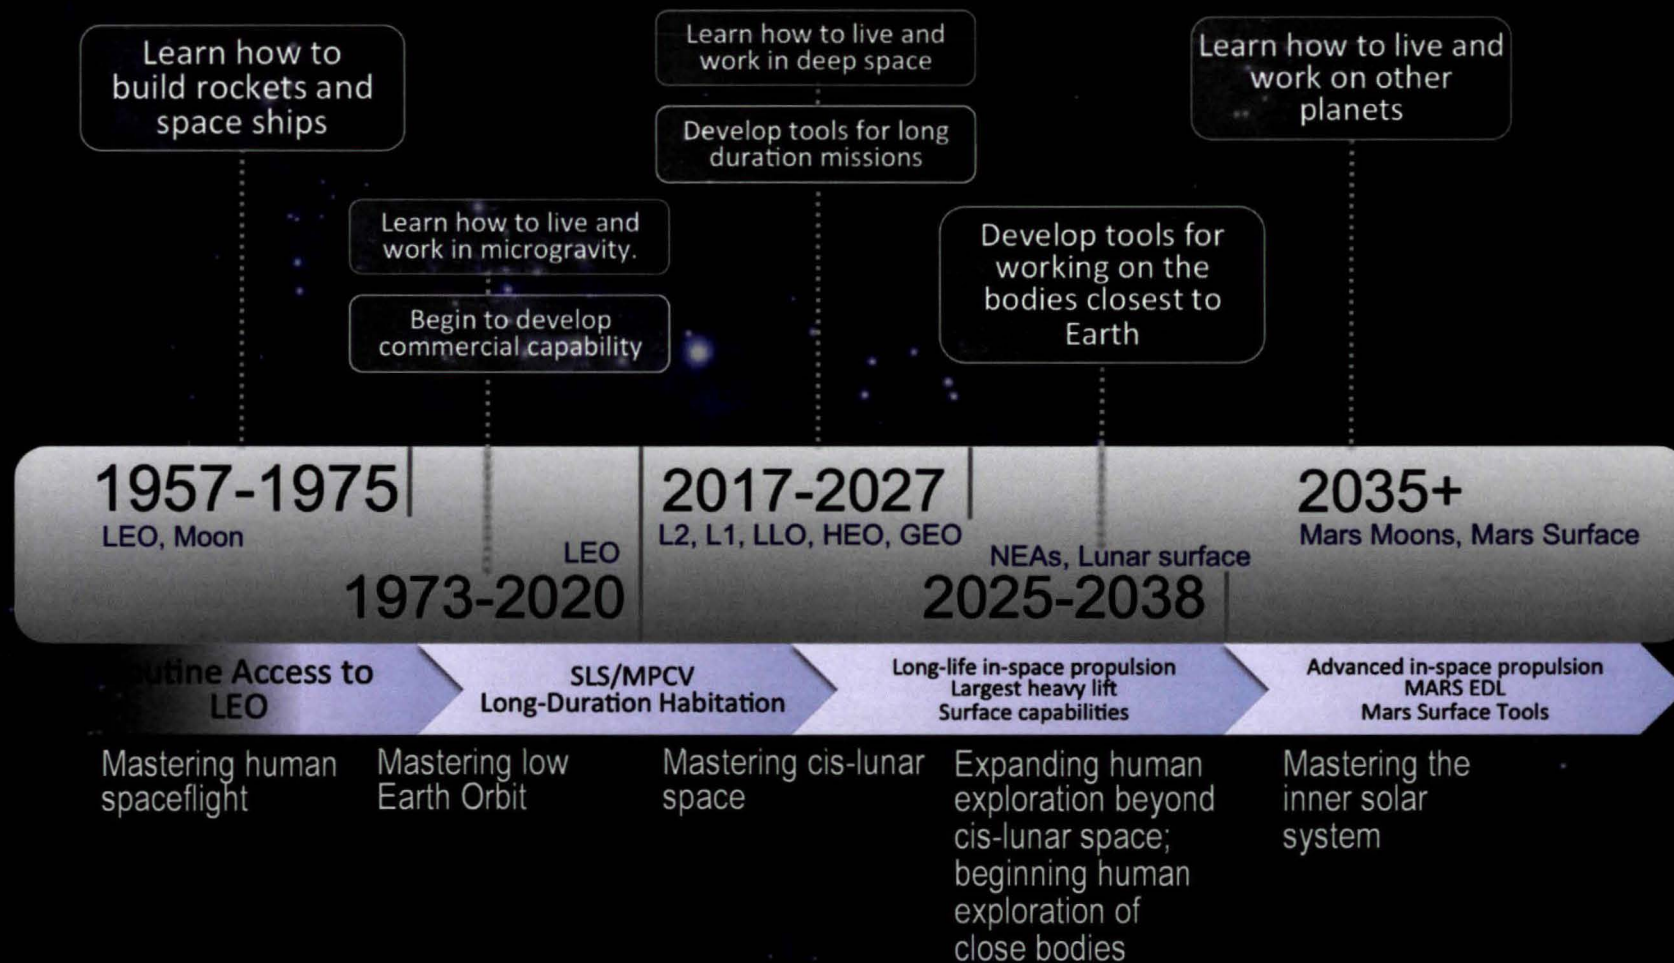 Learn how to
build rockets and
space ships
Learn how to live and
work in microgravity.
Begin to develop
commercial capability
Learn how to live and
work in deep space
Develop tools for long
duration missions
Develop tools for
working on the
bodies closest to
Earth
Learn how to live and
work on other
planets
1957-1975
LEO, Moon
LEO
1973-2020
2017-2027
L2, L1, LLO, HEO, GEO
NEAs, Lunar surface
2025-2038
2035+
Mars Moons, Mars Surface
Access to
LEO
SLS/MPCV
Long-Duration Habitation
Long-life in-space propulsion
Largest heavy lift
Surface capabilities
Advanced in-space propulsion
MARS EDL
Mars Surface Tools
Mastering human
spaceflight
Mastering low
Earth Orbit
Mastering cis-lunar
space
Expanding human
exploration beyond
cis-lunar space;
beginning human
exploration of
close bodies
Mastering the
inner solar
system